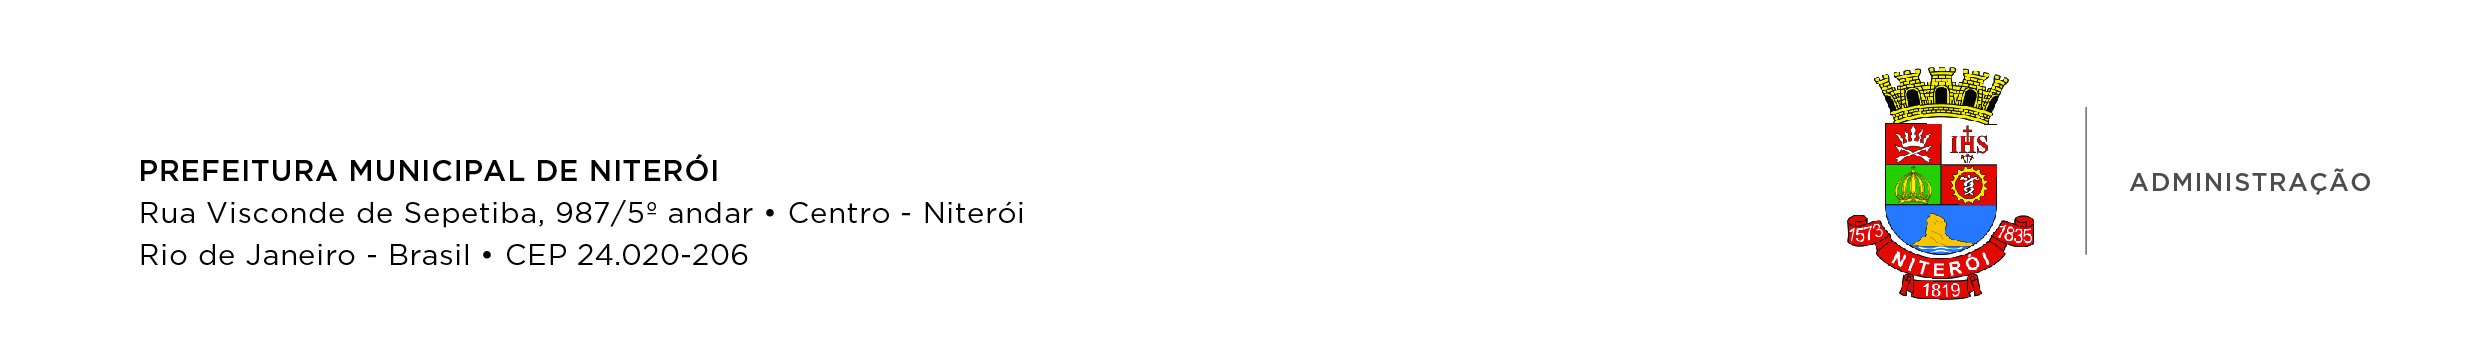 PREFEITURA MUNICIPAL DE NITERÓI
Rua Visconde de Sepetiba, 987/5º andar • Centro - Niterói
Rio de Janeiro - Brasil • CEP 24.020-206
IHS
1573
1835
NITERÓI
1819
ADMINISTRAÇÃO